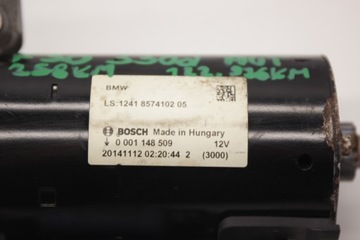 BMW
LS:1241 8574102 05
BOSCH Made in Hungary
0 001 148 509 12V
20141112 02:20:44 2 (3000)
258KM